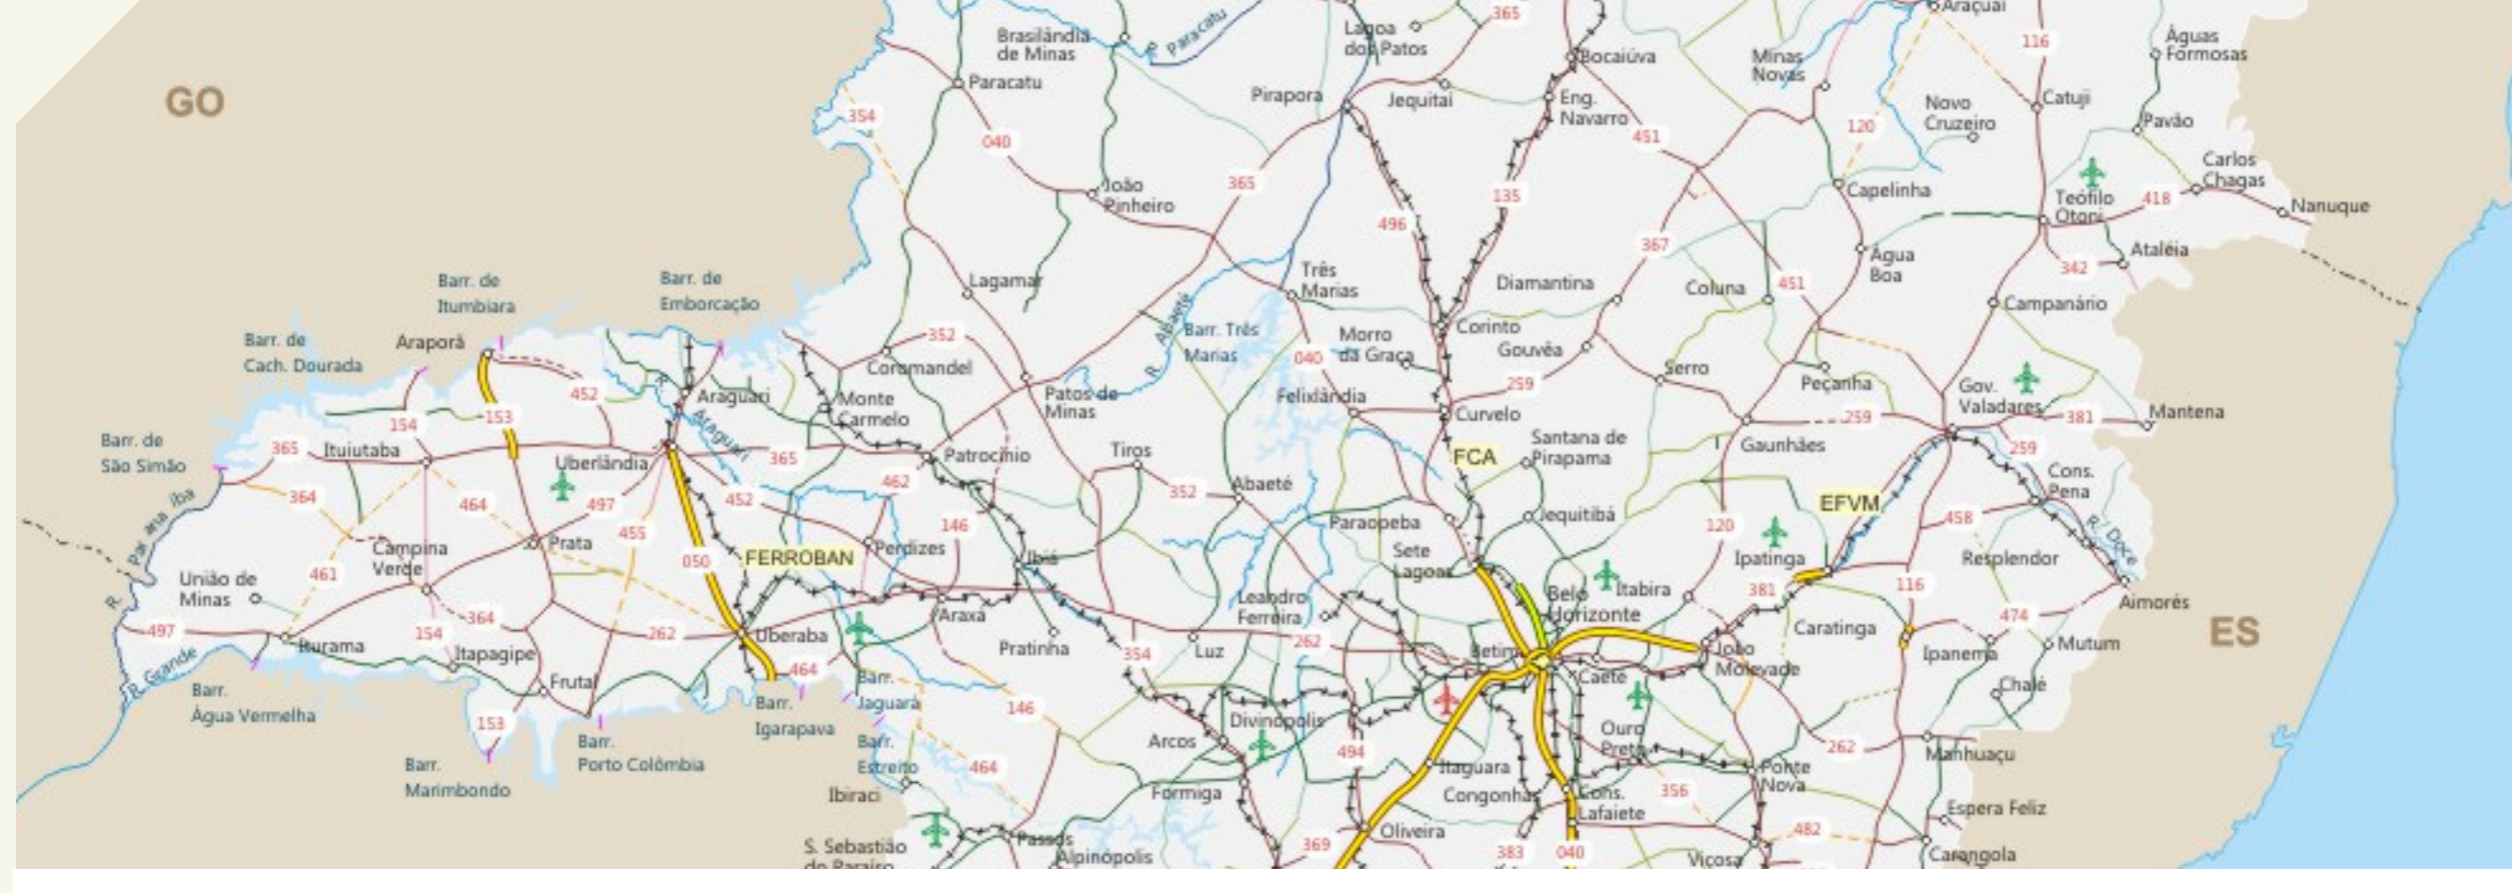 GO
ES
Brasilândia
de Minas
Paracatu
R.
Paracatu
Lagoa
dos Patos
365
Bocaiúva
Minas
Novas
Araçuaí
116
Águas
Formosas
354
040
Pirapora
Jequitaí
Eng.
Navarro
451
120
Novo
Cruzeiro
Catuji
Pavão
João
Pinheiro
365
496
135
Capelinha
Teófilo
Otoni
418
Carlos
Chagas
Nanuque
Lagamar
Três
Marias
Diamantina
367
Coluna
451
Água
Boa
342
Ataléia
Campanário
Barr. de
Itumbiara
Barr. de
Emborcação
Barr. de
Cach. Dourada
Araporã
352
Coromandel
R.
Abaeté
Barr. Três
Marias
040
Morro
da Graça
Corinto
Gouvêa
Serro
Peçanha
Gov.
Valadares
381
Mantena
154
153
452
R.
Araguari
Araguari
Monte
Carmelo
Patos de
Minas
Felixlândia
259
Curvelo
259
Gaunhães
259
Barr. de
São Simão
365
Ituiutaba
Uberlândia
365
Patrocínio
462
Tiros
352
Abaeté
FCA
Santana de
Pirapama
Cons.
Pena
R. Paranaíba
364
464
497
455
452
146
Paraopeba
Jequitibá
120
EFVM
458
R. Doce
Resplendor
União de
Minas
Campina
Verde
461
Prata
050
FERROBAN
Perdizes
Ibiá
Sete
Lagoas
Ipatinga
381
116
Aimorés
497
Iturama
154
364
262
Uberaba
Araxá
Pratinha
354
Luz
Leandro
Ferreira
262
Belo
Horizonte
Itabira
Caratinga
474
Ipanema
Mutum
R. Grande
Itapagipe
Frutal
464
Betim
Caeté
João
Molevade
Chalé
Barr.
Água Vermelha
153
Barr.
Igarapava
Barr.
Jaguará
146
Divinópolis
Arcos
494
Ouro
Preto
262
Manhuaçu
Barr.
Marimbondo
Barr.
Porto Colômbia
Barr.
Estreito
464
Ibiraci
Formiga
Itaguara
Congonhas
Cons.
Lafaiete
356
Ponte
Nova
Espera Feliz
S. Sebastião
do Paraíso
Passos
Alpinópolis
369
Oliveira
383
040
Viçosa
482
Carangola